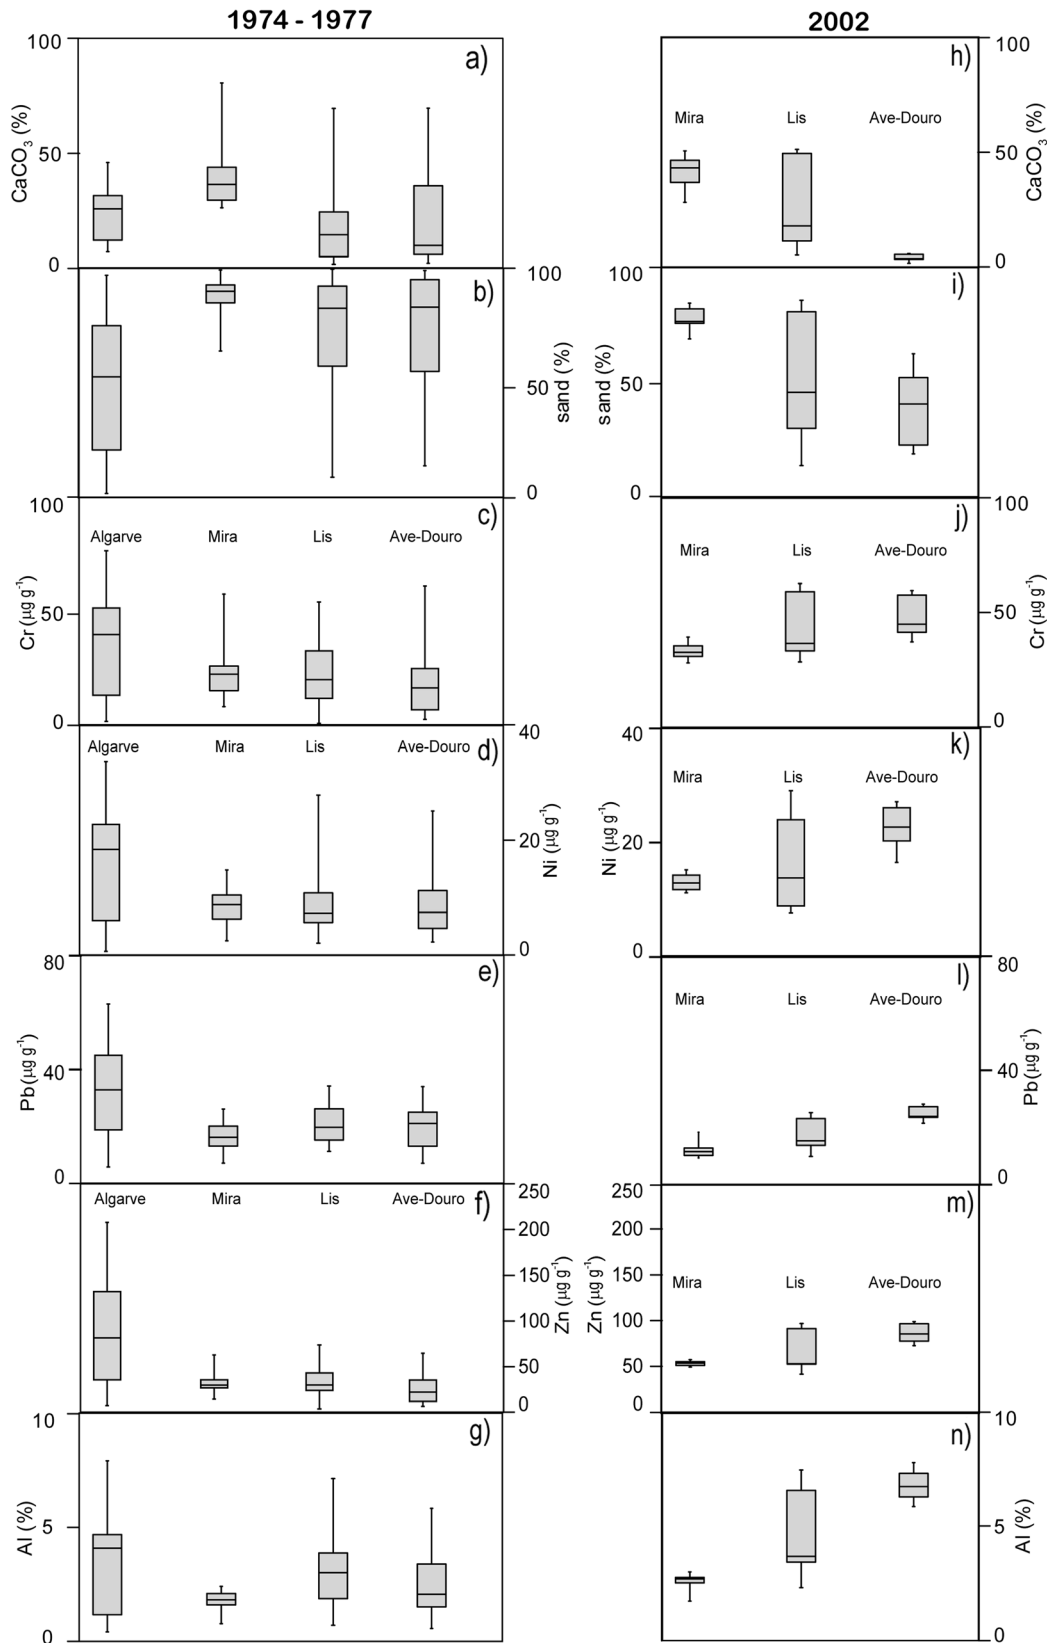 1974 - 1977
2002
100
a)
CaCO3 (%)
50
0
h)
100
Mira
Lis
Ave-Douro
50
CaCO3 (%)
0
b)
100
sand (%)
50
0
100
i)
sand (%)
50
0
100
c)
Algarve
Mira
Lis
Ave-Douro
Cr (µg g-1)
50
0
j)
100
Mira
Lis
Ave-Douro
50
Cr (µg g-1)
0
d)
40
Algarve
Mira
Lis
Ave-Douro
20
Ni (µg g-1)
0
40
k)
Mira
Lis
Ave-Douro
Ni (µg g-1)
20
0
80
e)
Pb(µg g-1)
40
0
l)
80
Mira
Lis
Ave-Douro
40
Pb(µg g-1)
0
f)
250
Algarve
Mira
Lis
Ave-Douro
200
150
100
Zn (µg g-1)
50
0
250
m)
200
150
Mira
Lis
Ave-Douro
Zn (µg g-1)
100
50
0
10
g)
Al (%)
5
0
n)
10
5
Al (%)
0